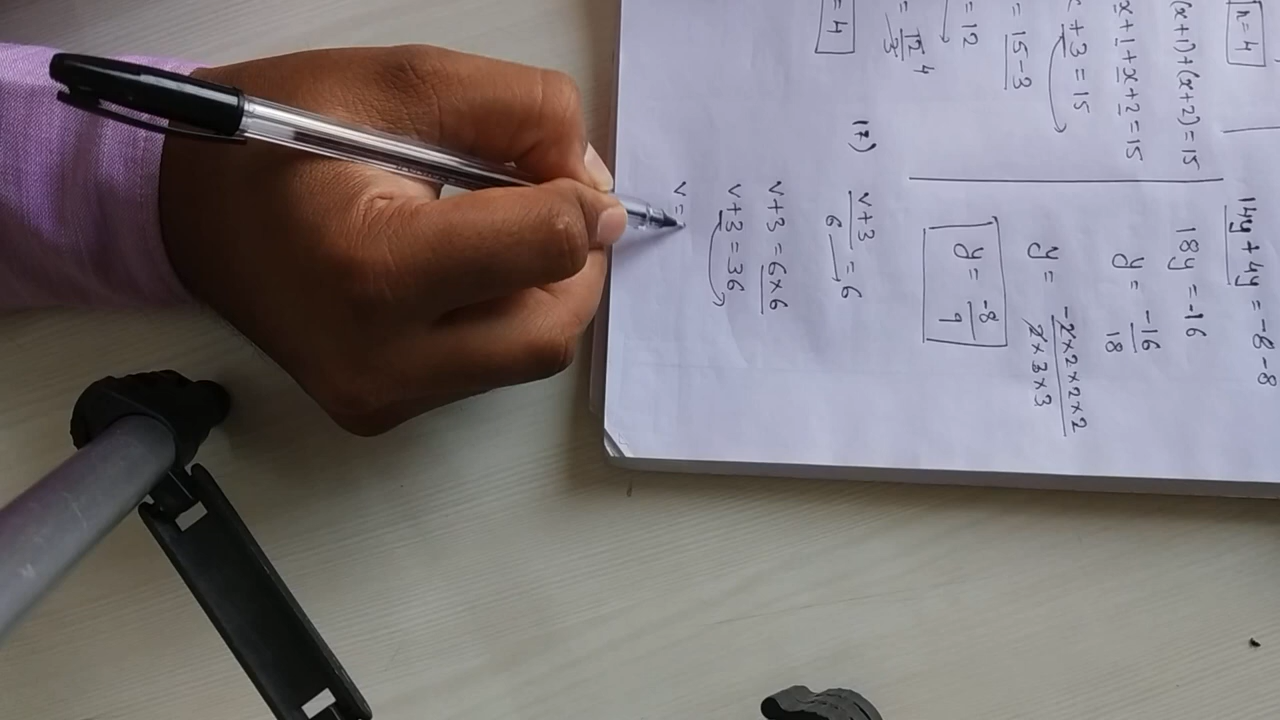 x = 4
(x+1)+(x+2) = 15
x+1+x+2 = 15
x + 3 = 15
= 15-3
= 12
= 12/3 4
= 4
14y + 4y = -8 -8
18y = -16
y = -16/18
y = -2×2×2×2/2×3×3
y = -8/9
17) v+3/6 = 6
v+3 = 6×6
v+3 = 36
v =